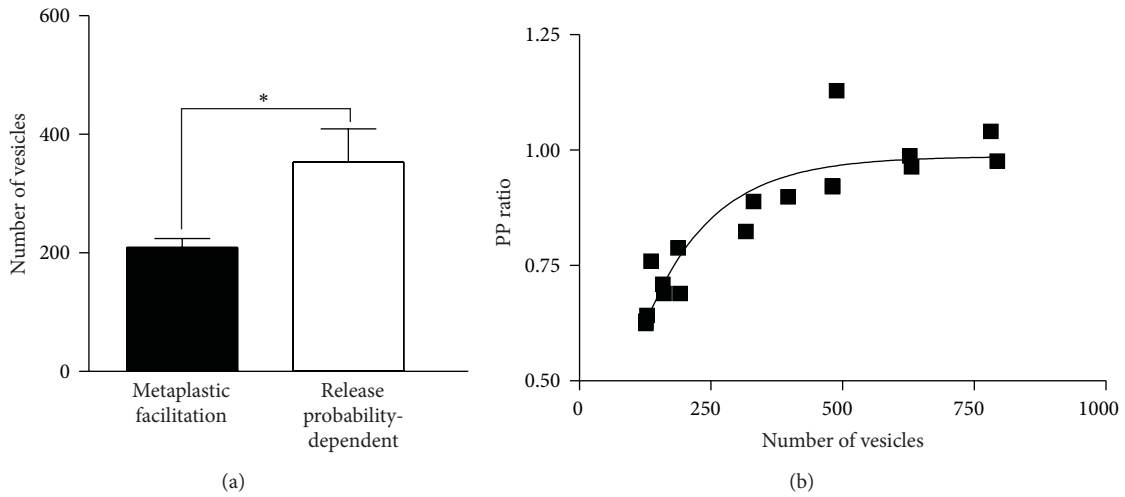 600
400
200
0
Number of vesicles
*
Metaplastic
facilitation
Release
probability-
dependent
(a)
1.25
1.00
0.75
0.50
PP ratio
0
250
500
750
1000
Number of vesicles
(b)